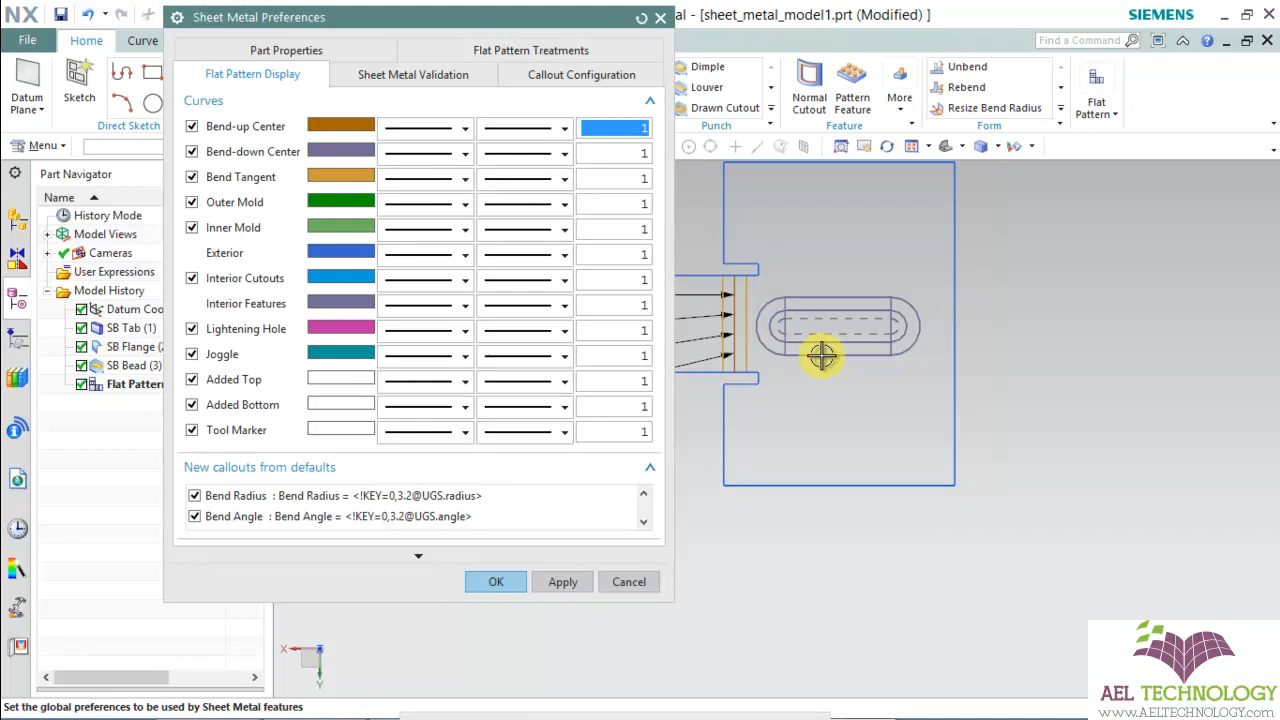 NX
Sheet Metal Preferences
al - [sheet_metal_model1.prt (Modified) ]
SIEMENS
File
Home
Curve
Find a Command
Part Properties
Flat Pattern Treatments
Flat Pattern Display
Sheet Metal Validation
Callout Configuration
Datum Plane
Sketch
Direct Sketch
Dimple
Louver
Drawn Cutout
Punch
Normal Cutout
Pattern Feature
More
Feature
Unbend
Rebend
Resize Bend Radius
Form
Flat Pattern
Menu
Curves
Bend-up Center 1
Bend-down Center 1
Bend Tangent 1
Outer Mold 1
Inner Mold 1
Exterior 1
Interior Cutouts 1
Interior Features 1
Lightening Hole 1
Joggle 1
Added Top 1
Added Bottom 1
Tool Marker 1
New callouts from defaults
Bend Radius : Bend Radius = <!KEY=0,3.2@UGS.radius>
Bend Angle : Bend Angle = <!KEY=0,3.2@UGS.angle>
OK
Apply
Cancel
Part Navigator
Name
History Mode
Model Views
Cameras
User Expressions
Model History
Datum Coo
SB Tab (1)
SB Flange (2
SB Bead (3)
Flat Pattern
X
Y
Set the global preferences to be used by Sheet Metal features
AEL TECHNOLOGY
www.AELTECHNOLOGY.com